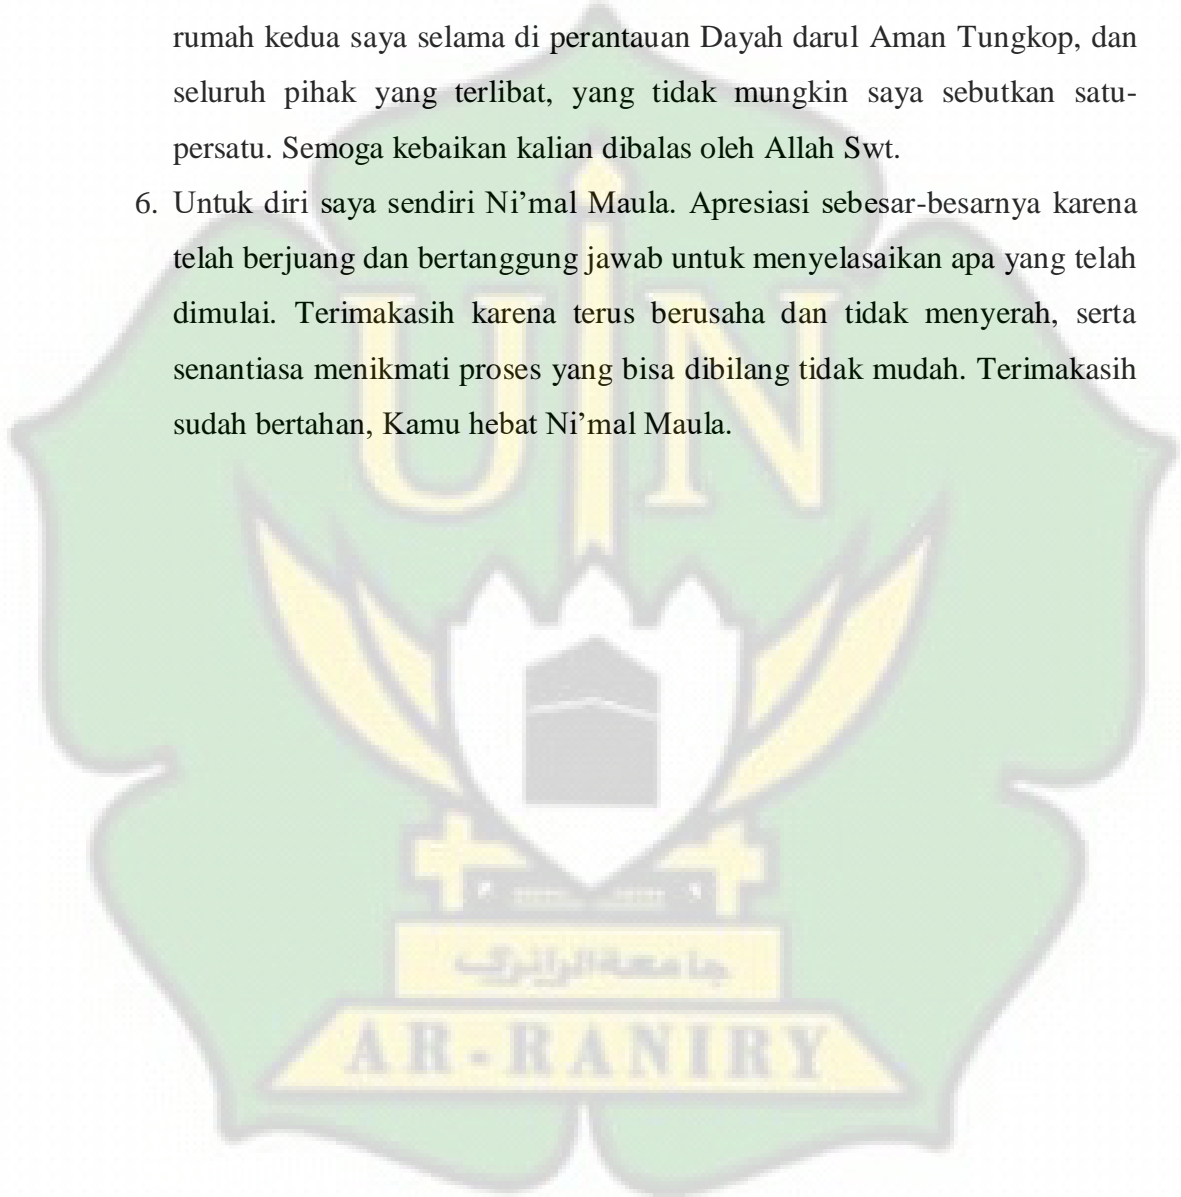 rumah kedua saya selama di perantauan Dayah darul Aman Tungkop, dan
seluruh pihak yang terlibat, yang tidak mungkin saya sebutkan satu-
persatu. Semoga kebaikan kalian dibalas oleh Allah Swt.
6. Untuk diri saya sendiri Ni’mal Maula. Apresiasi sebesar-besarnya karena
telah berjuang dan bertanggung jawab untuk menyelasaikan apa yang telah
dimulai. Terimakasih karena terus berusaha dan tidak menyerah, serta
senantiasa menikmati proses yang bisa dibilang tidak mudah. Terimakasih
sudah bertahan, Kamu hebat Ni’mal Maula.
UIN
جامعة الرانري
AR-RANIRY